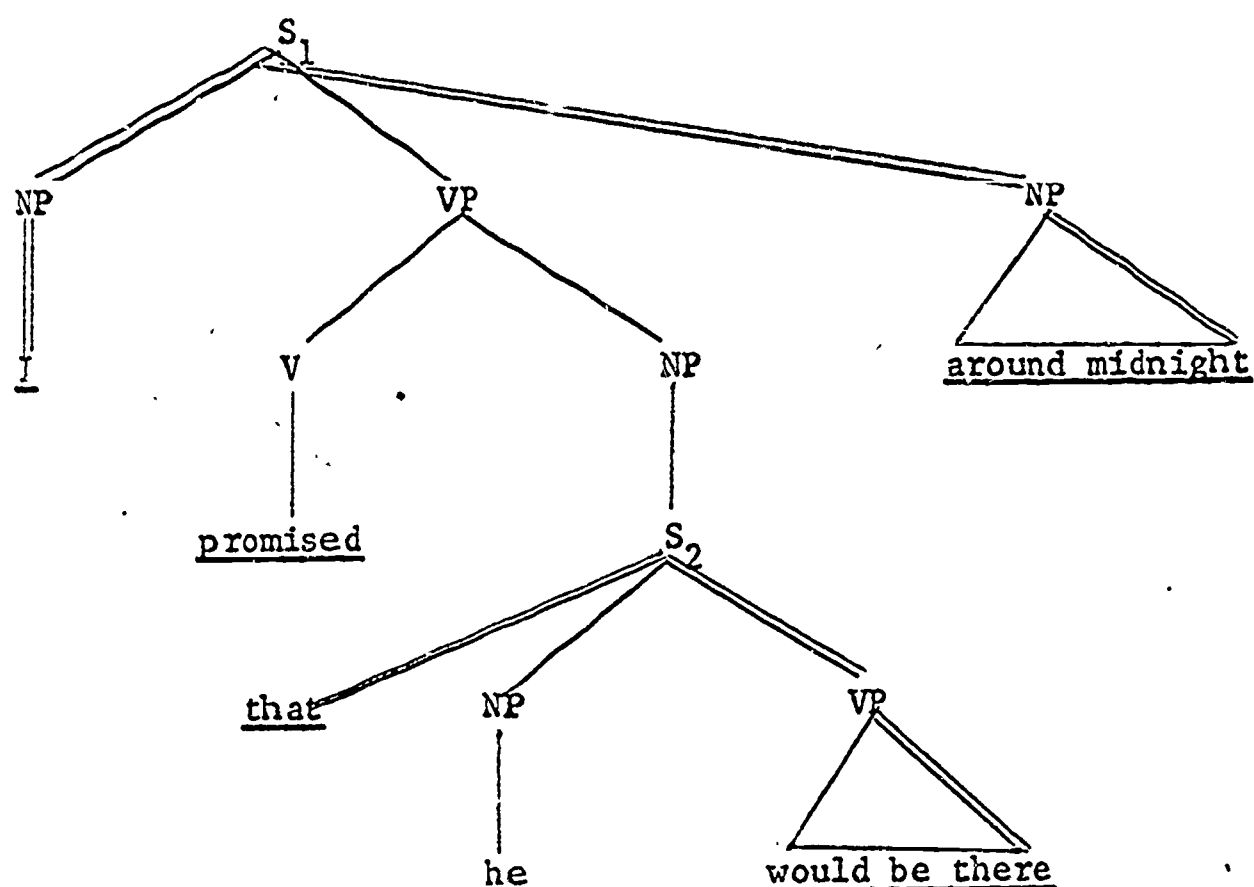 S1
NP VP NP
I V NP around midnight
promised S2
that NP VP
he would be there